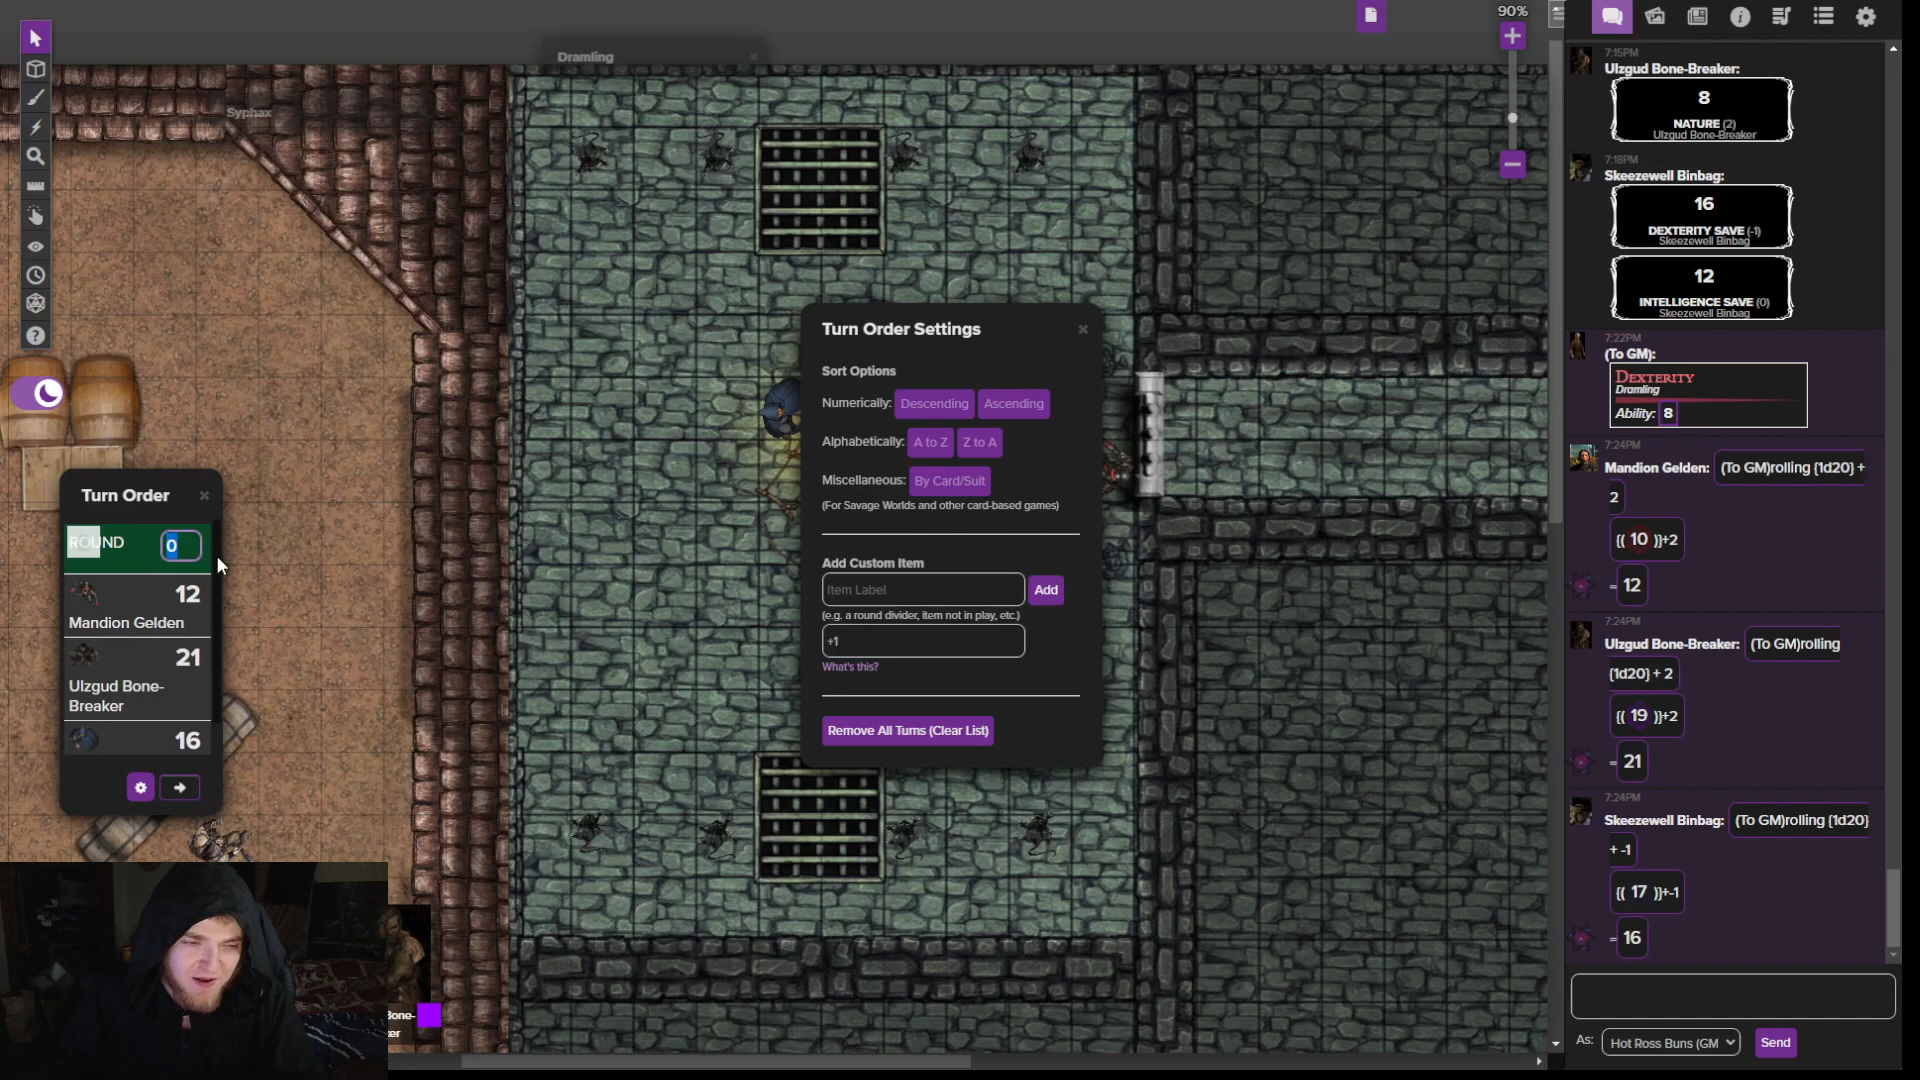 Dramling
Syphax
90%
Turn Order
ROUND
0
12
Mandion Gelden
21
Ulzgud Bone-
Breaker
16
Turn Order Settings
Sort Options
Numerically: Descending Ascending
Alphabetically: A to Z Z to A
Miscellaneous: By Card/Suit
(For Savage Worlds and other card-based games)
Add Custom Item
Item Label Add
(e.g. a round divider, item not in play, etc.)
+1
What's this?
Remove All Turns (Clear List)
Bone-
ker
7:15PM
Ulzgud Bone-Breaker:
8
NATURE (2)
Ulzgud Bone-Breaker
7:18PM
Skeezewell Binbag:
16
DEXTERITY SAVE (-1)
Skeezewell Binbag
12
INTELLIGENCE SAVE (0)
Skeezewell Binbag
7:22PM
(To GM):
DEXTERITY
Dramling
Ability: 8
7:24PM
Mandion Gelden: (To GM)rolling {1d20} +
2
{(( 10 ))}+2
= 12
7:24PM
Ulzgud Bone-Breaker: (To GM)rolling
{1d20} + 2
{(( 19 ))}+2
= 21
7:24PM
Skeezewell Binbag: (To GM)rolling {1d20}
+ -1
{(( 17 ))}+-1
= 16
As: Hot Ross Buns (GM Send